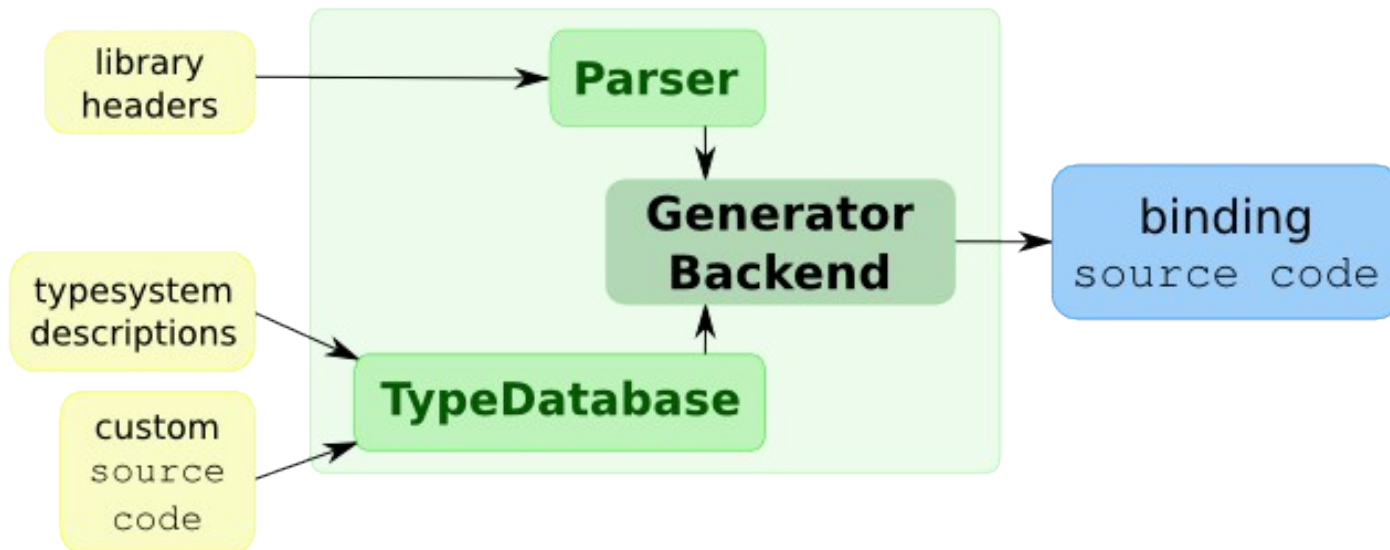 library
headers
Parser
Generator
Backend
binding
source code
typesystem
descriptions
TypeDatabase
custom
source
code